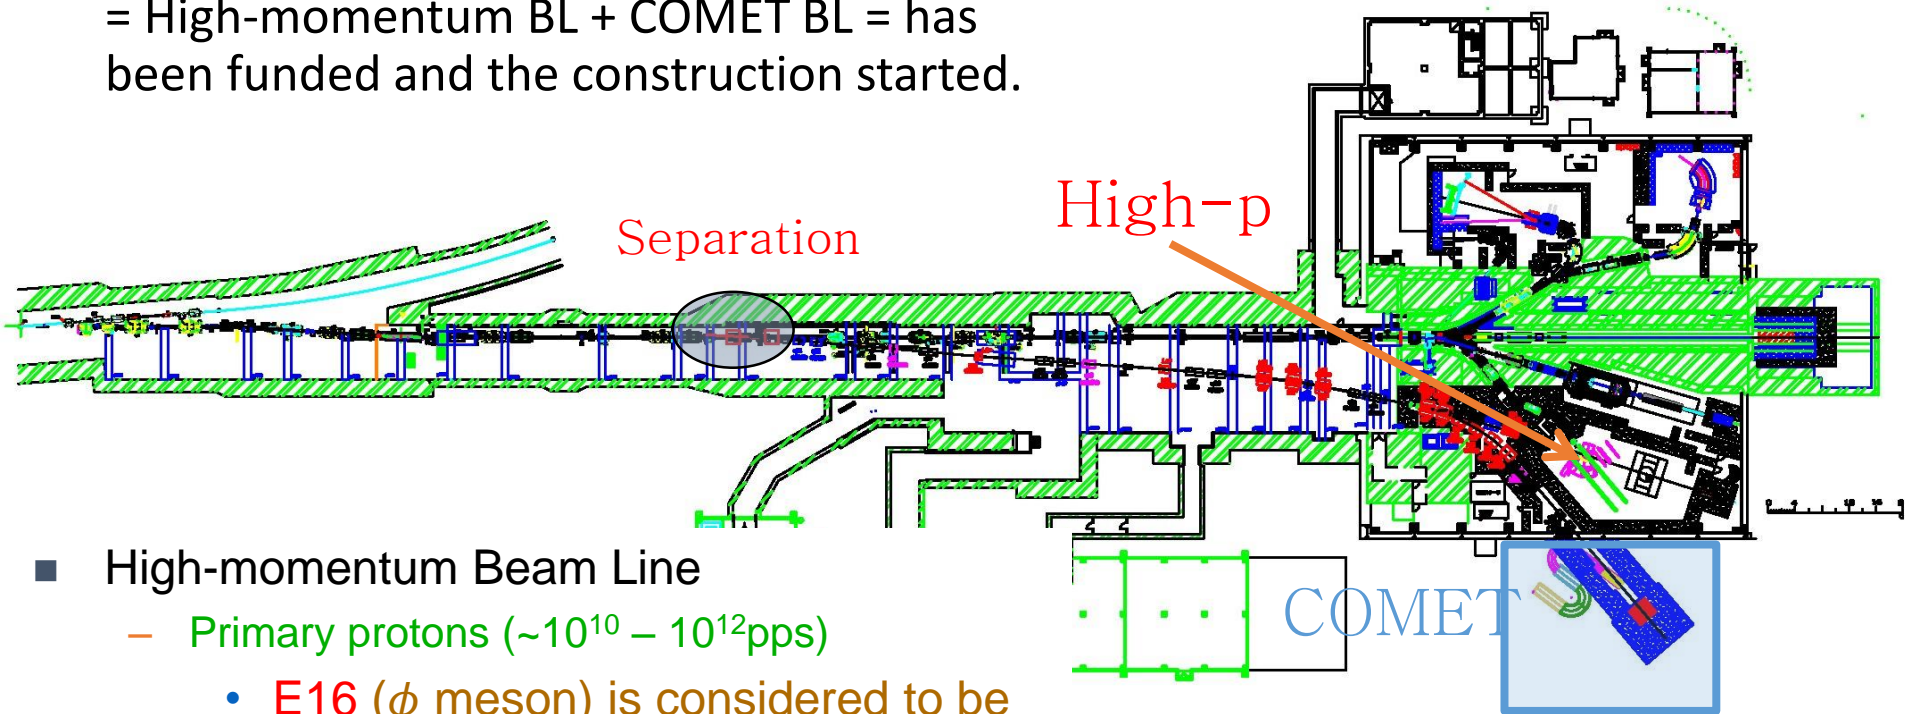 = High-momentum BL + COMET BL = has
been funded and the construction started.
High-p
Separation
High-momentum Beam Line
– Primary protons (~10¹⁰ – 10¹²pps)
COMET
• E16 (ϕ meson) is considered to be